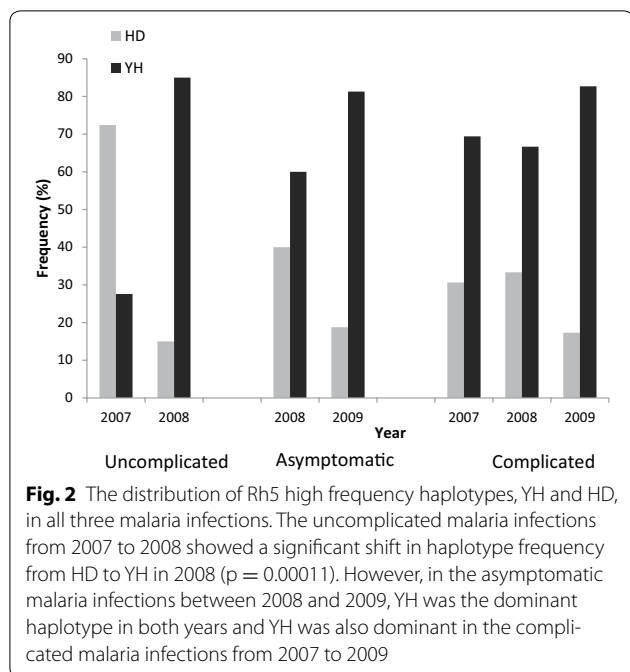 HD
YH
90
80
70
60
50
40
30
20
10
0
Frequency (%)
2007 2008 2008 2009 2007 2008 2009
Year
Uncomplicated Asymptomatic Complicated
Fig. 2 The distribution of Rh5 high frequency haplotypes, YH and HD,
in all three malaria infections. The uncomplicated malaria infections
from 2007 to 2008 showed a significant shift in haplotype frequency
from HD to YH in 2008 (p = 0.00011). However, in the asymptomatic
malaria infections between 2008 and 2009, YH was the dominant
haplotype in both years and YH was also dominant in the compli-
cated malaria infections from 2007 to 2009